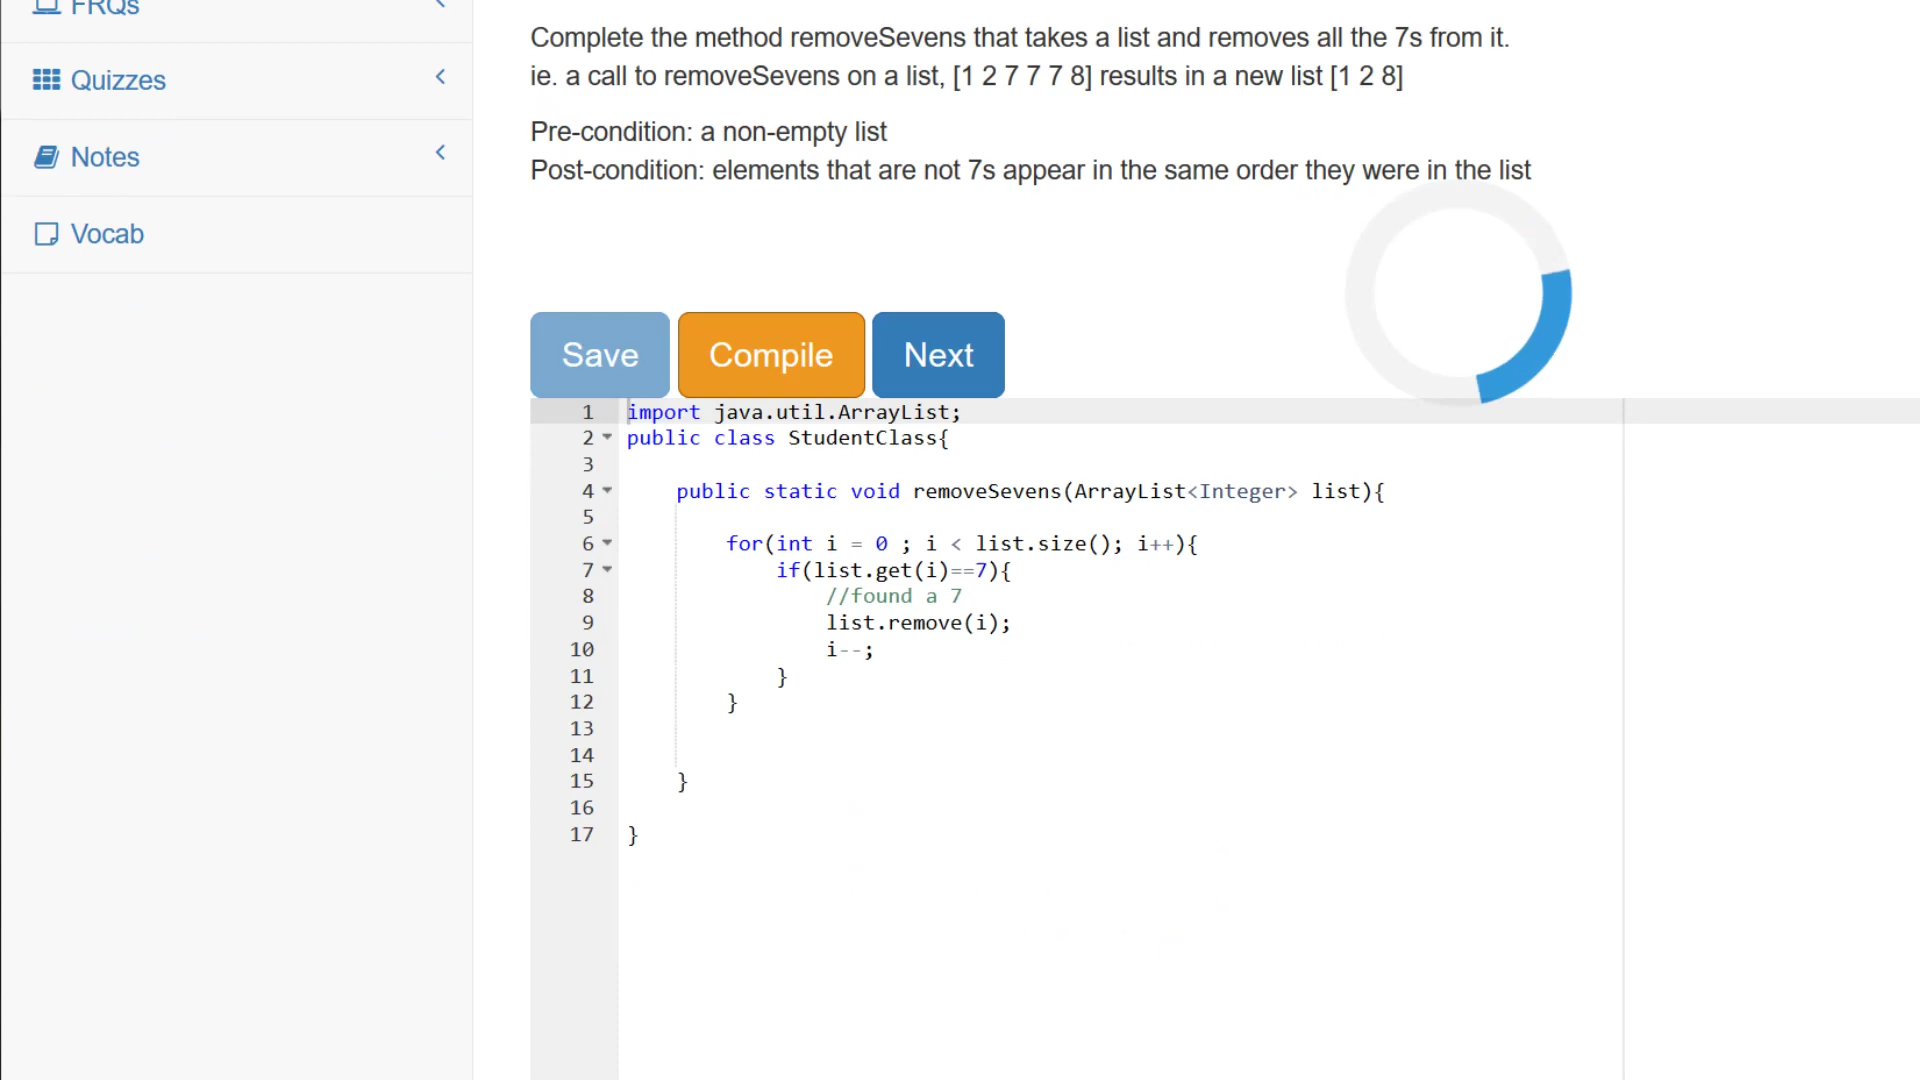 FRQs
Quizzes
Notes
Vocab
Complete the method removeSevens that takes a list and removes all the 7s from it.
ie. a call to removeSevens on a list, [1 2 7 7 7 8] results in a new list [1 2 8]
Pre-condition: a non-empty list
Post-condition: elements that are not 7s appear in the same order they were in the list
Save Compile Next
1 import java.util.ArrayList;
2 public class StudentClass{
3
4 public static void removeSevens(ArrayList<Integer> list){
5
6 for(int i = 0 ; i < list.size(); i++){
7 if(list.get(i)==7){
8 //found a 7
9 list.remove(i);
10 i--;
11 }
12 }
13
14
15 }
16
17 }